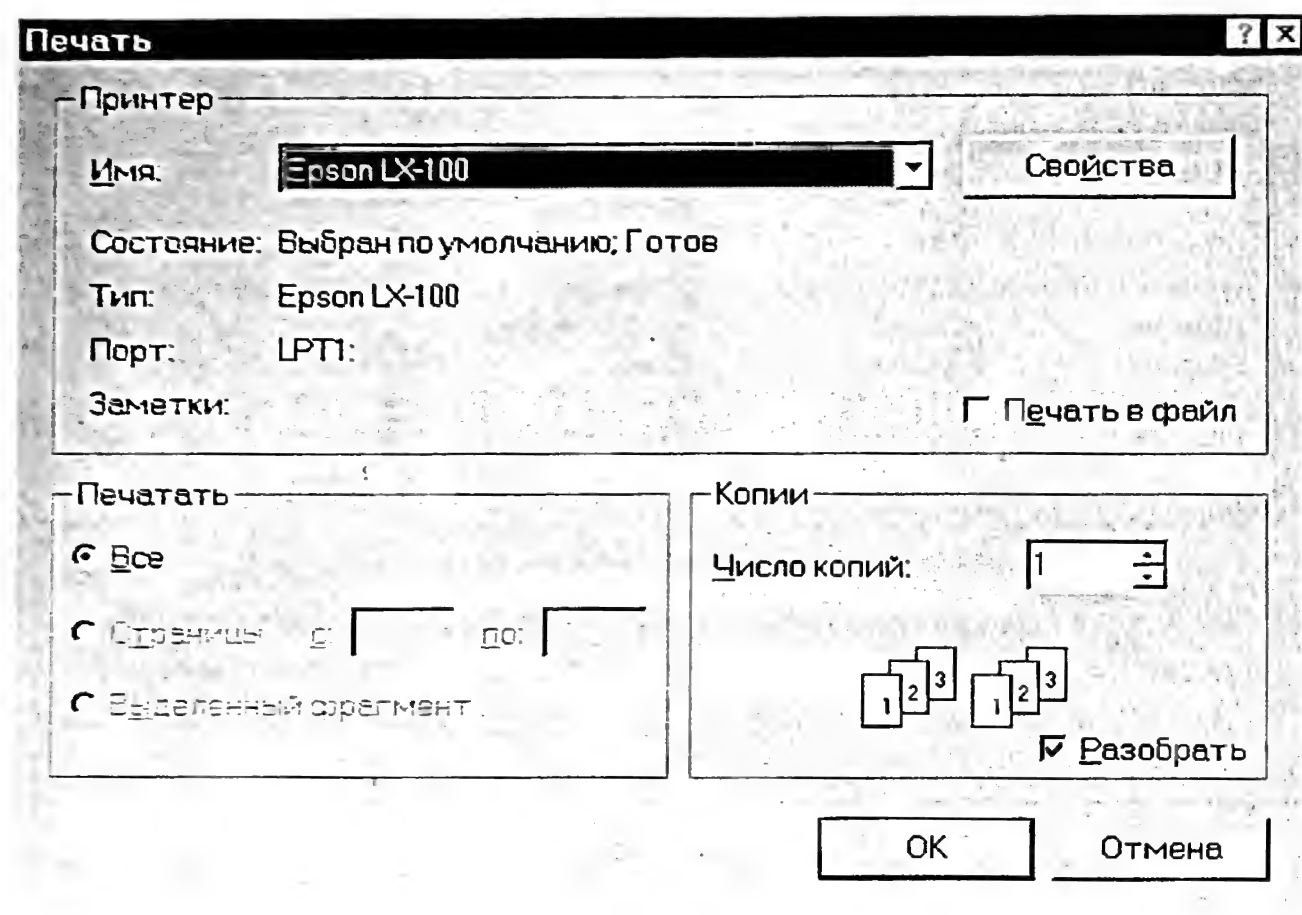 Печать
Принтер
Имя: Epson LX-100 Свойства
Состояние: Выбран по умолчанию; Готов
Тип: Epson LX-100
Порт: LPT1:
Заметки: Печать в файл
Печатать
Все
Страницы с: по:
Выделенный фрагмент
Копии
Число копий: 1
1 2 3 1 2 3
Разобрать
OK Отмена